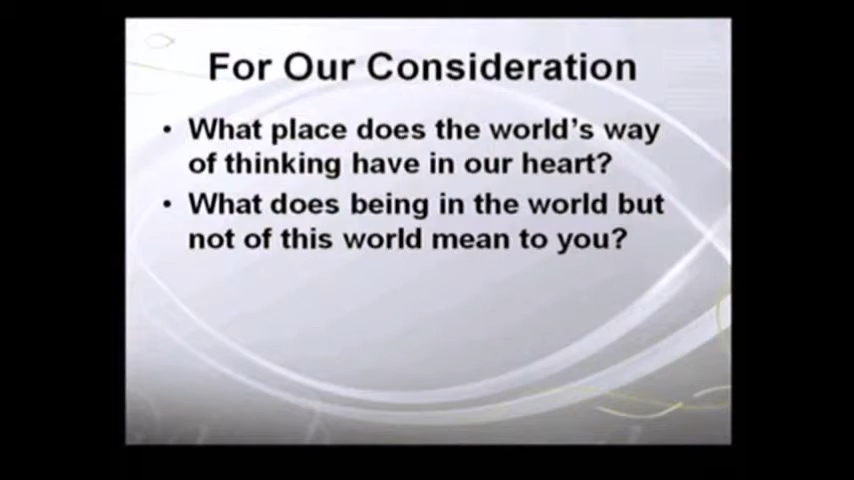 For Our Consideration
• What place does the world's way
of thinking have in our heart?
• What does being in the world but
not of this world mean to you?